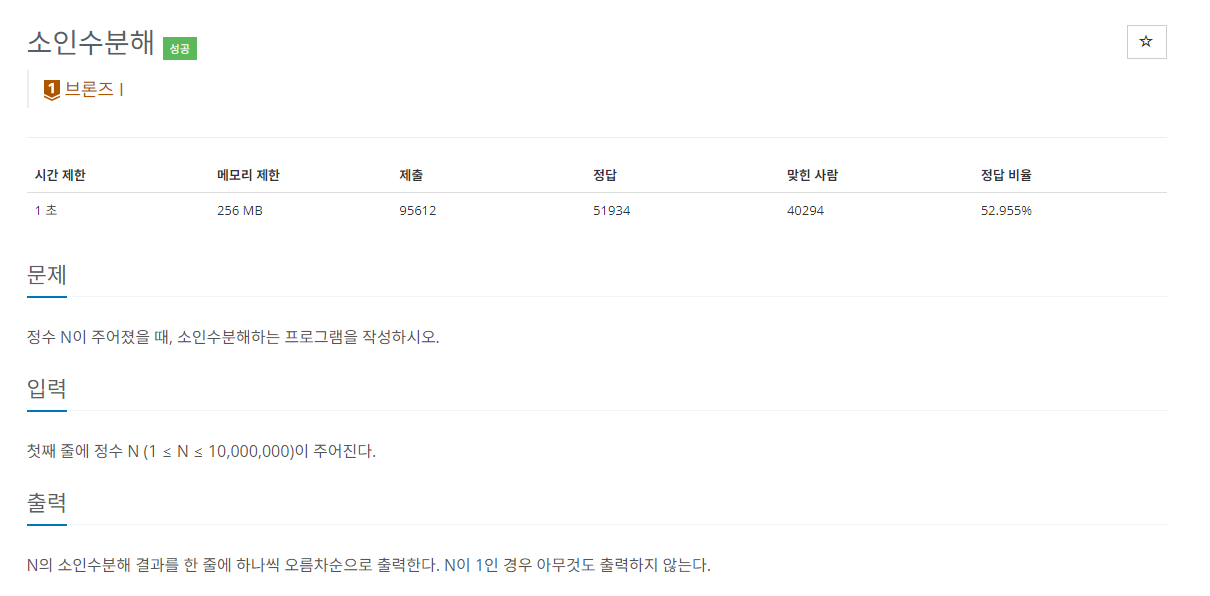 소인수분해 성공
☆
1 브론즈 I
시간 제한 메모리 제한 제출 정답 맞힌 사람 정답 비율
1 초 256 MB 95612 51934 40294 52.955%
문제
정수 N이 주어졌을 때, 소인수분해하는 프로그램을 작성하시오.
입력
첫째 줄에 정수 N (1 ≤ N ≤ 10,000,000)이 주어진다.
출력
N의 소인수분해 결과를 한 줄에 하나씩 오름차순으로 출력한다. N이 1인 경우 아무것도 출력하지 않는다.